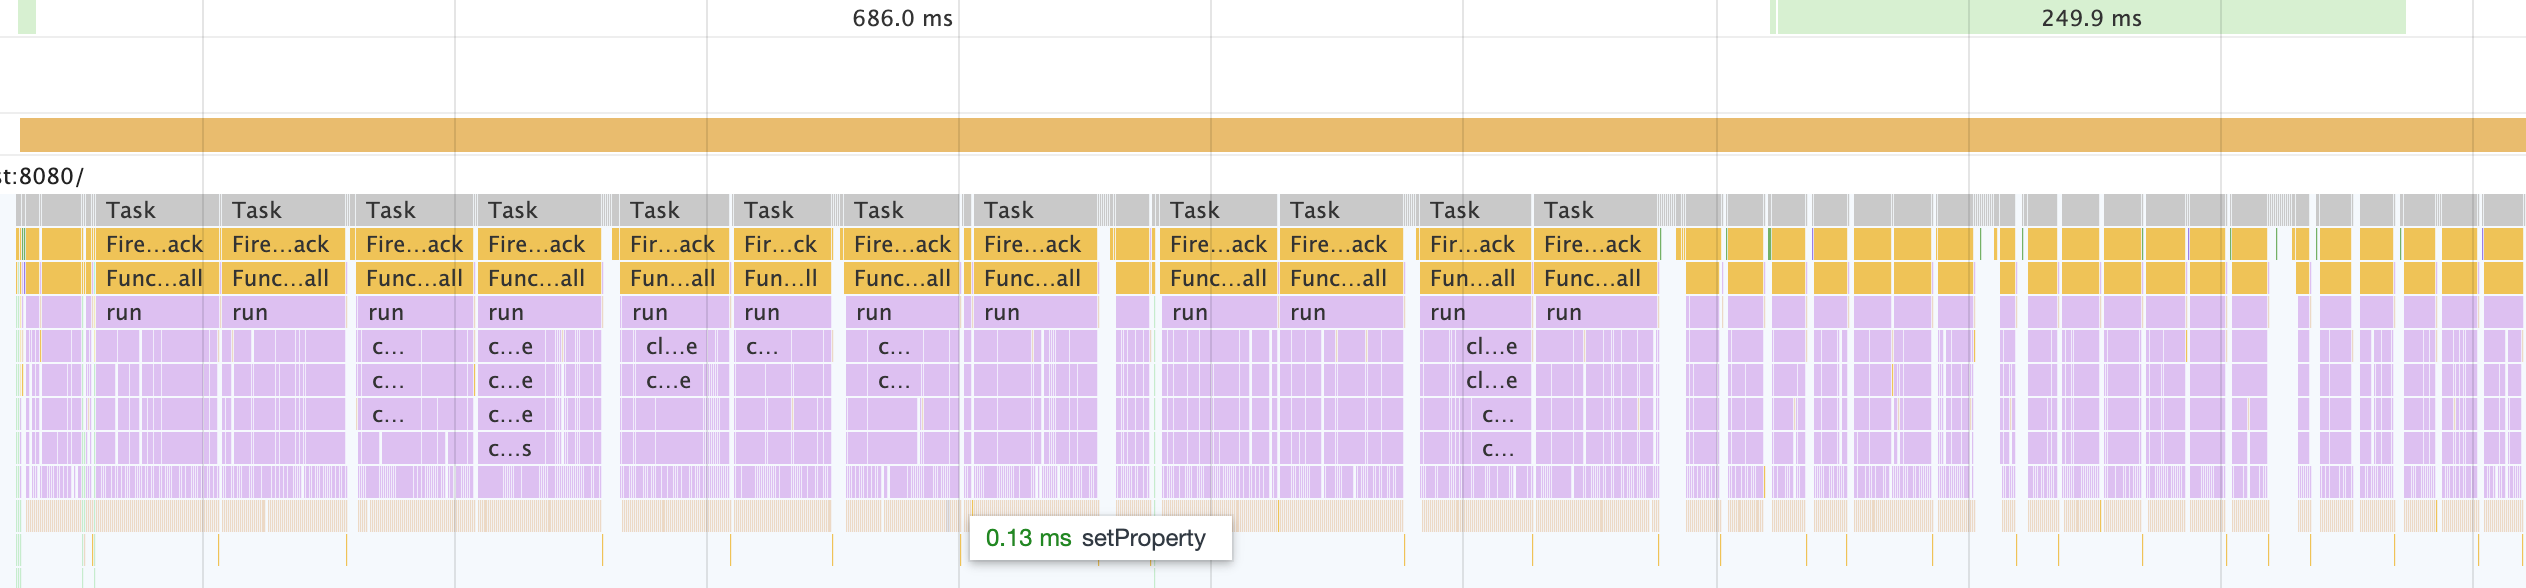 686.0 ms 249.9 ms
st:8080/
Task Task Task Task Task Task Task Task Task Task Task Task
Fire…ack Fire…ack Fire…ack Fire…ack Fir…ack Fir…ck Fire…ack Fire…ack Fire…ack Fire…ack Fir…ack Fire…ack
Func…all Func…all Func…all Func…all Fun…all Fun…ll Func…all Func…all Func…all Func…all Fun…all Func…all
run run run run run run run run run run run run
c… c…e cl…e c… c… cl…e
c… c…e c…e c… cl…e
c… c…e c…
c…s c…
0.13 ms setProperty